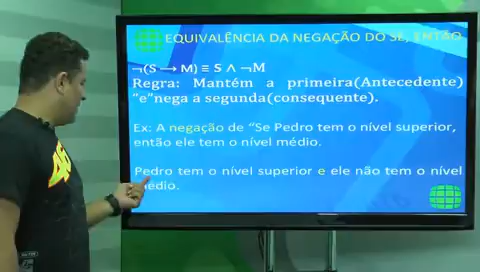 EQUIVALÊNCIA DA NEGAÇÃO DO SE, ENTÃO
¬(S → M) ≡ S ∧ ¬M
Regra: Mantém a primeira(Antecedente)
"e"nega a segunda(consequente).
Ex: A negação de "Se Pedro tem o nível superior,
então ele tem o nível médio.
Pedro tem o nível superior e ele não tem o nível
médio.